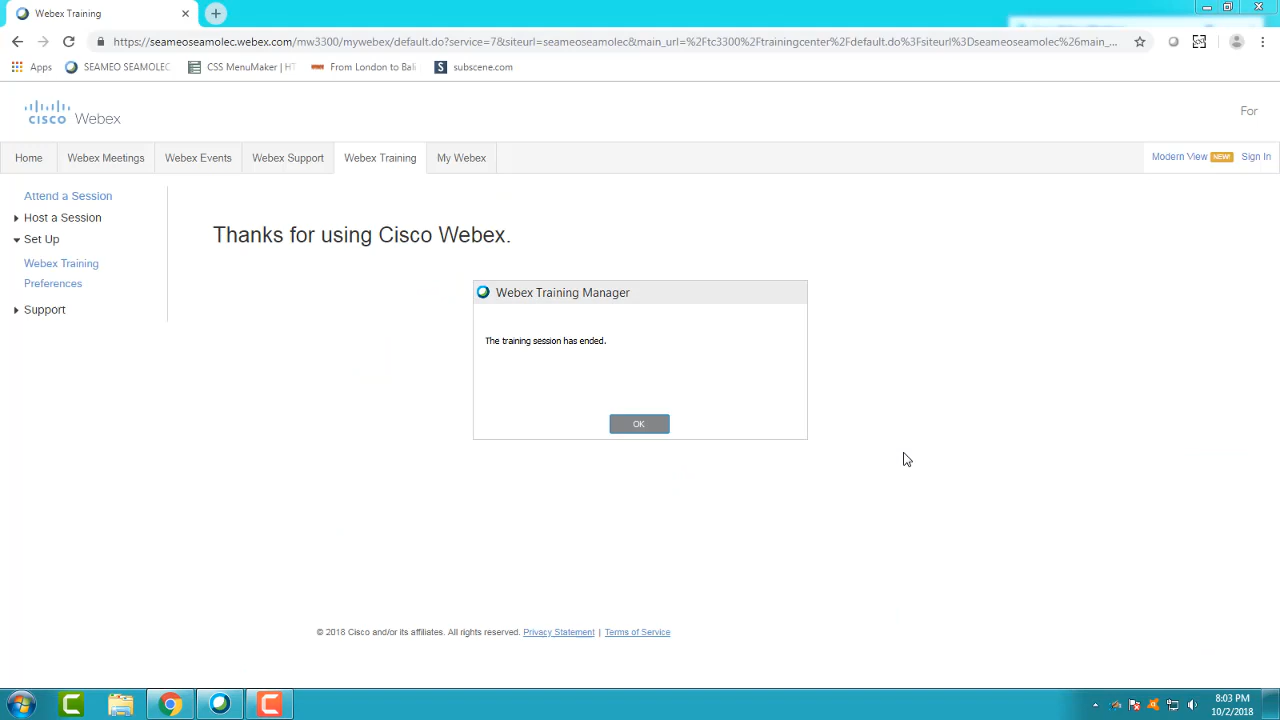 Webex Training
https://seameoseamolec.webex.com/mw3300/mywebex/default.do?service=7&siteurl=seameoseamolec&main_url=%2Ftc3300%2Ftrainingcenter%2Fdefault.do%3Fsiteurl%3Dseameoseamolec%26main_...
Apps SEAMEO SEAMOLEC CSS MenuMaker | HT From London to Bali subscene.com
cisco Webex
For
Home Webex Meetings Webex Events Webex Support Webex Training My Webex Modern View NEW! Sign In
Attend a Session
Host a Session
Set Up
Webex Training
Preferences
Support
Thanks for using Cisco Webex.
Webex Training Manager
The training session has ended.
OK
© 2018 Cisco and/or its affiliates. All rights reserved. Privacy Statement | Terms of Service
8:03 PM
10/2/2018